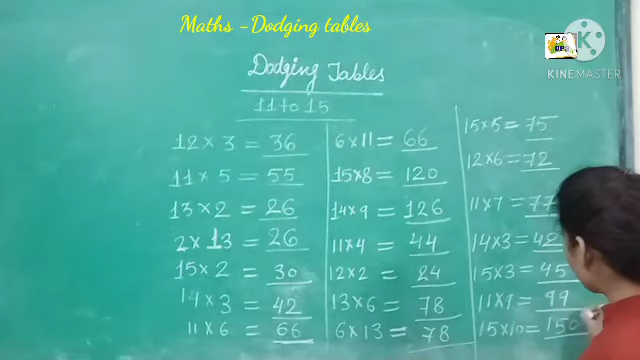 Maths - Dodging tables
KINEMASTER
Dodging Tables
11 to 15
12 × 3 = 36
11 × 5 = 55
13 × 2 = 26
2 × 13 = 26
15 × 2 = 30
14 × 3 = 42
11 × 6 = 66
6 × 11 = 66
15 × 8 = 120
14 × 9 = 126
11 × 4 = 44
12 × 2 = 24
13 × 6 = 78
6 × 13 = 78
15 × 5 = 75
12 × 6 = 72
11 × 7 = 77
14 × 3 = 42
15 × 3 = 45
11 × 9 = 99
15 × 10 = 150